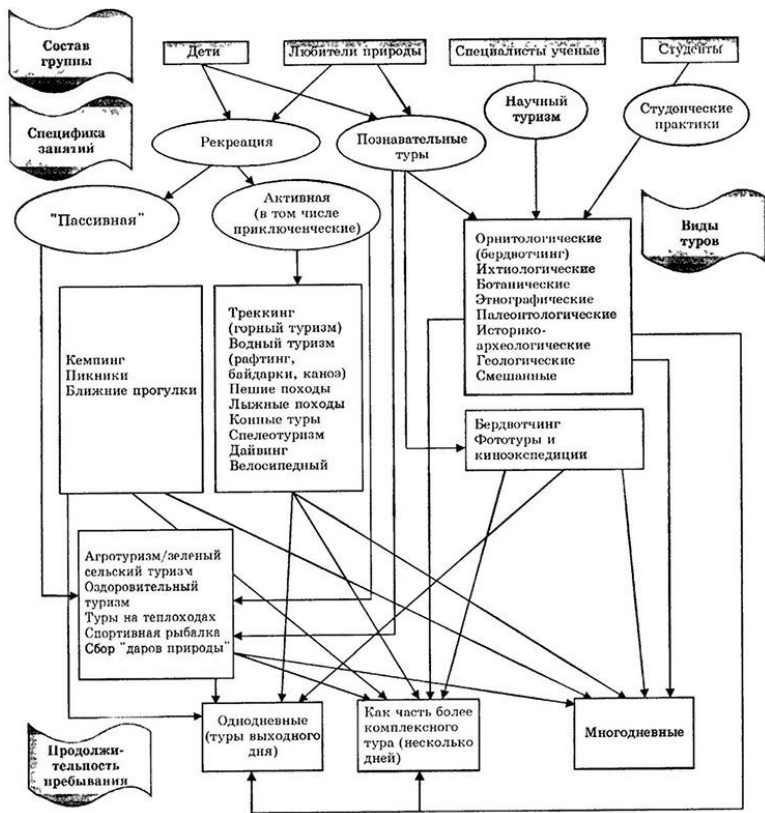 Состав
группы
Дети
Любители природы
Специалисты ученые
Студенты
Специфика
занятий
Рекреация
Познавательные
туры
Научный
туризм
Студонческие
практики
"Пассивная"
Активная
(в том числе
приключенческие)
Виды
туров
Орнитологические
(бердвотчинг)
Ихтиологические
Ботанические
Этнографические
Палеонтологические
Историко-
археологические
Геологические
Смешанные
Кемпинг
Пикники
Ближние прогулки
Треккинг
(горный туризм)
Водный туризм
(рафтинг,
байдарки, каноэ)
Пешие походы
Лыжные походы
Конные туры
Спелеотуризм
Дайвинг
Велосипедный
Бердвотчинг
Фототуры и
киноэкспедиции
Агротуризм/зеленый
сельский туризм
Оздоровительный
туризм
Туры на теплоходах
Спортивная рыбалка
Сбор "даров природы"
Продолжи-
тельность
пребывания
Однодневные
(туры выходного
дня)
Как часть более
комплексного
тура (несколько
дней)
Многодневные